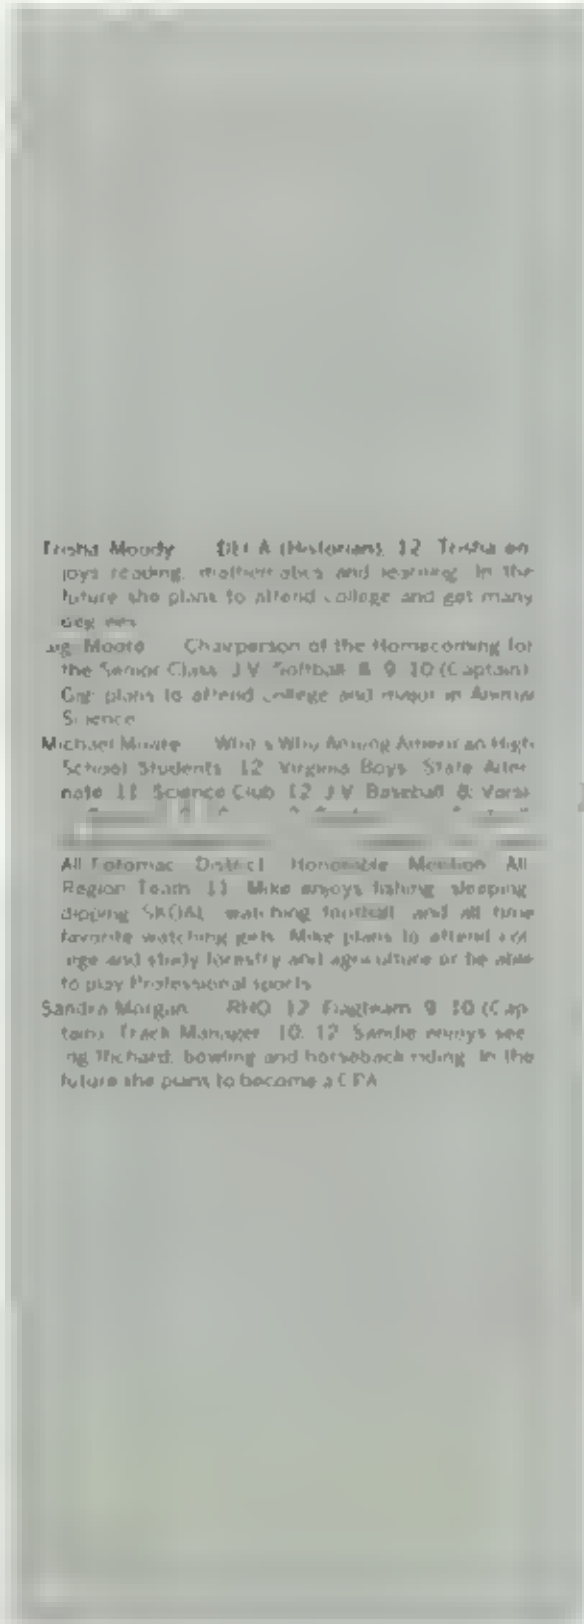 Trisha Moody DECA (Historian), 12 Trisha en-
joys reading, mathematics and learning. In the
future she plans to attend college and get many
degrees
Moore Chairperson of the Homecoming for
the Senior Class J V Softball 8 9 10 (Captain)
plans to attend college and major in Animal
Science
Michael Moore Who's Who Among American High
School Students 12 Virginia Boys State Alter-
nate 11 Science Club 12 J V Baseball 8 Varsi-
All Potomac District Honorable Mention All
Region Team 11 Mike enjoys fishing sleeping
dipping SKOAL watching football and all time
favorite watching girls Mike plans to attend col-
lege and study forestry and agriculture or be able
to play Professional sports
Sandra Morgan RHO 12 Flagteam 9 10 (Cap-
tain) Track Manager 10, 12 Sandra enjoys see-
ing Richard, bowling and horseback riding. In the
future she plans to become a CPA